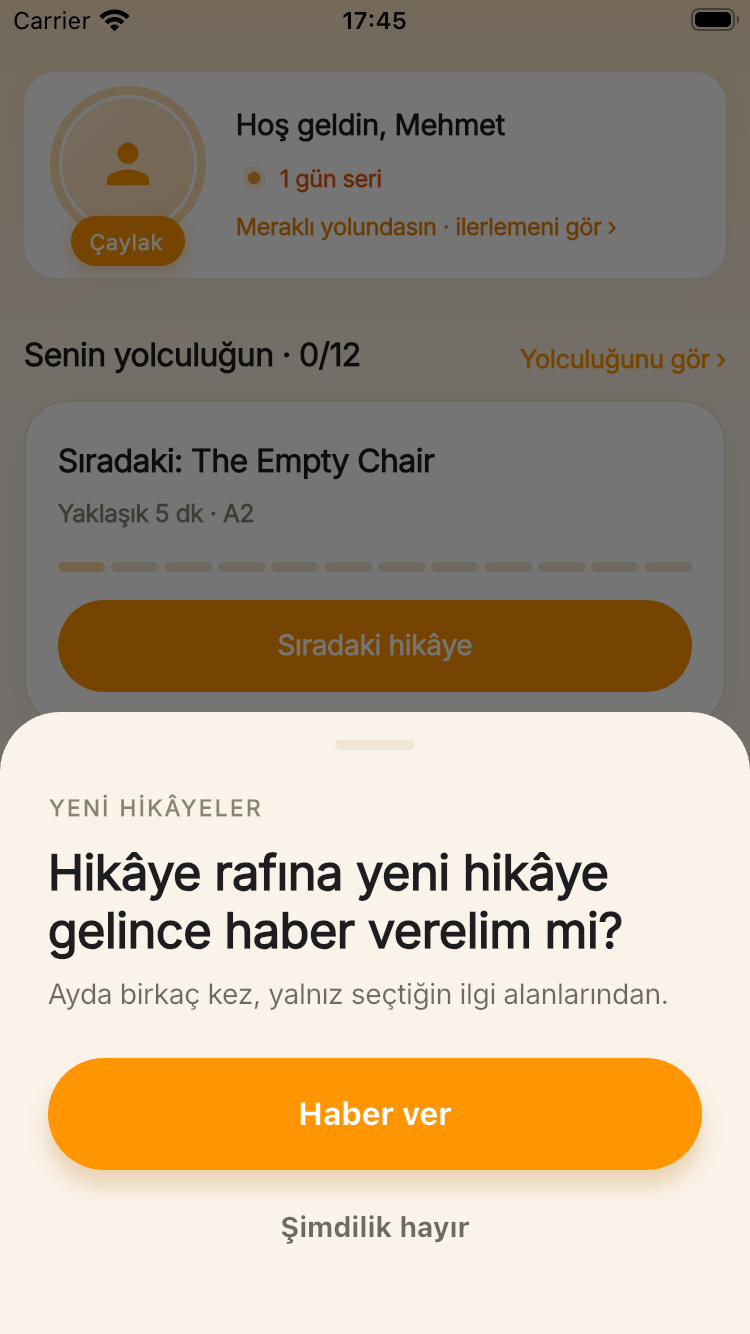 Carrier 17:45
Hoş geldin, Mehmet
1 gün seri
Çaylak
Meraklı yolundasın · ilerlemeni gör ›
Senin yolculuğun · 0/12
Yolculuğunu gör ›
Sıradaki: The Empty Chair
Yaklaşık 5 dk · A2
Sıradaki hikâye
YENİ HİKÂYELER
Hikâye rafına yeni hikâye
gelince haber verelim mi?
Ayda birkaç kez, yalnız seçtiğin ilgi alanlarından.
Haber ver
Şimdilik hayır